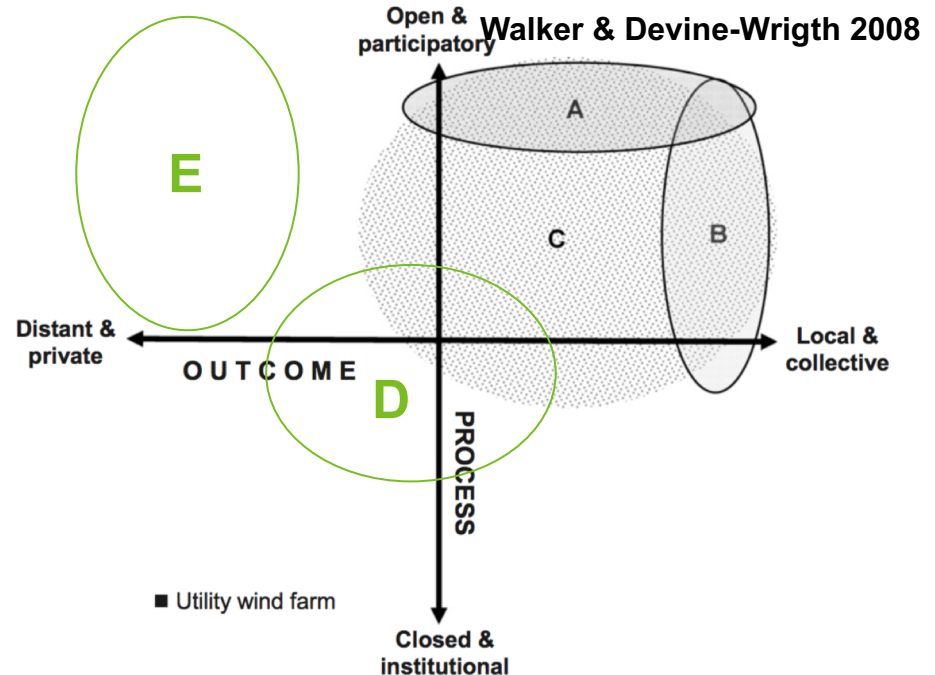 Open &
participatory
Walker & Devine-Wrigth 2008
A
E
B
C
Distant &
private
Local &
collective
OUTCOME
D
PROCESS
■ Utility wind farm
Closed &
institutional